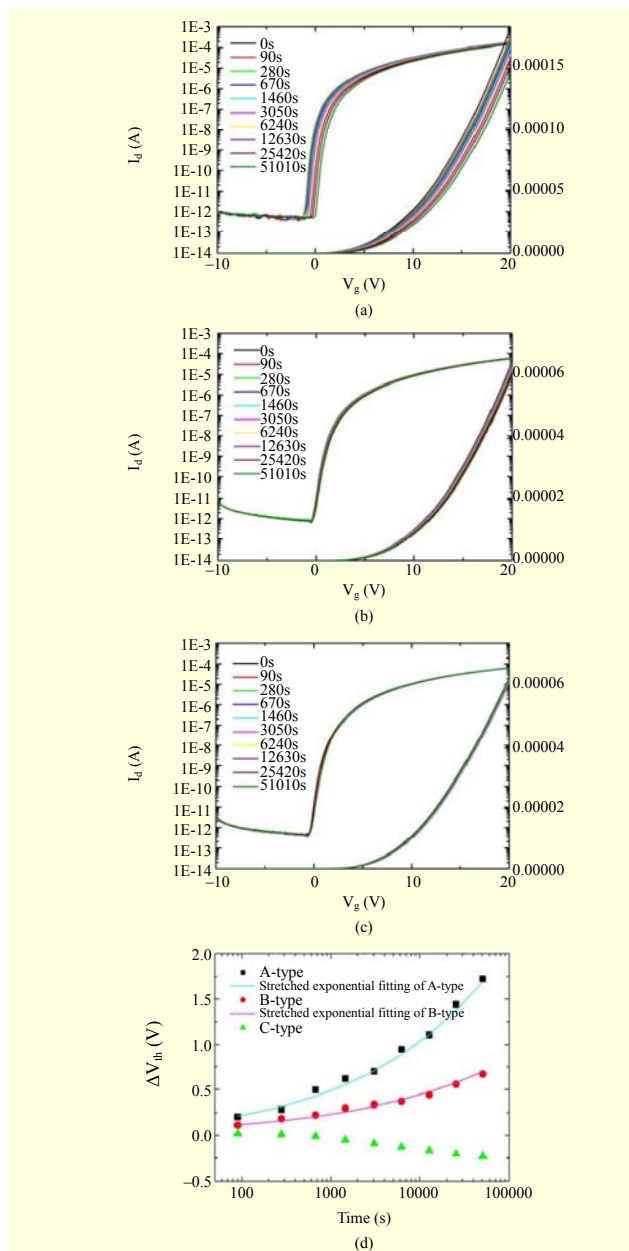 1E-3
1E-4
1E-5
1E-6
1E-7
1E-8
1E-9
1E-10
1E-11
1E-12
1E-13
1E-14
I_d (A)
0s
90s
280s
670s
1460s
3050s
6240s
12630s
25420s
51010s
0.00015
0.00010
0.00005
0.00000
–10 0 10 20
V_g (V)
(a)
1E-3
1E-4
1E-5
1E-6
1E-7
1E-8
1E-9
1E-10
1E-11
1E-12
1E-13
1E-14
I_d (A)
0s
90s
280s
670s
1460s
3050s
6240s
12630s
25420s
51010s
0.00006
0.00004
0.00002
0.00000
–10 0 10 20
V_g (V)
(b)
1E-3
1E-4
1E-5
1E-6
1E-7
1E-8
1E-9
1E-10
1E-11
1E-12
1E-13
1E-14
I_d (A)
0s
90s
280s
670s
1460s
3050s
6240s
12630s
25420s
51010s
0.00006
0.00004
0.00002
0.00000
–10 0 10 20
V_g (V)
(c)
2.0
1.5
1.0
0.5
0.0
–0.5
ΔV_th (V)
A-type
Stretched exponential fitting of A-type
B-type
Stretched exponential fitting of B-type
C-type
100 1000 10000 100000
Time (s)
(d)